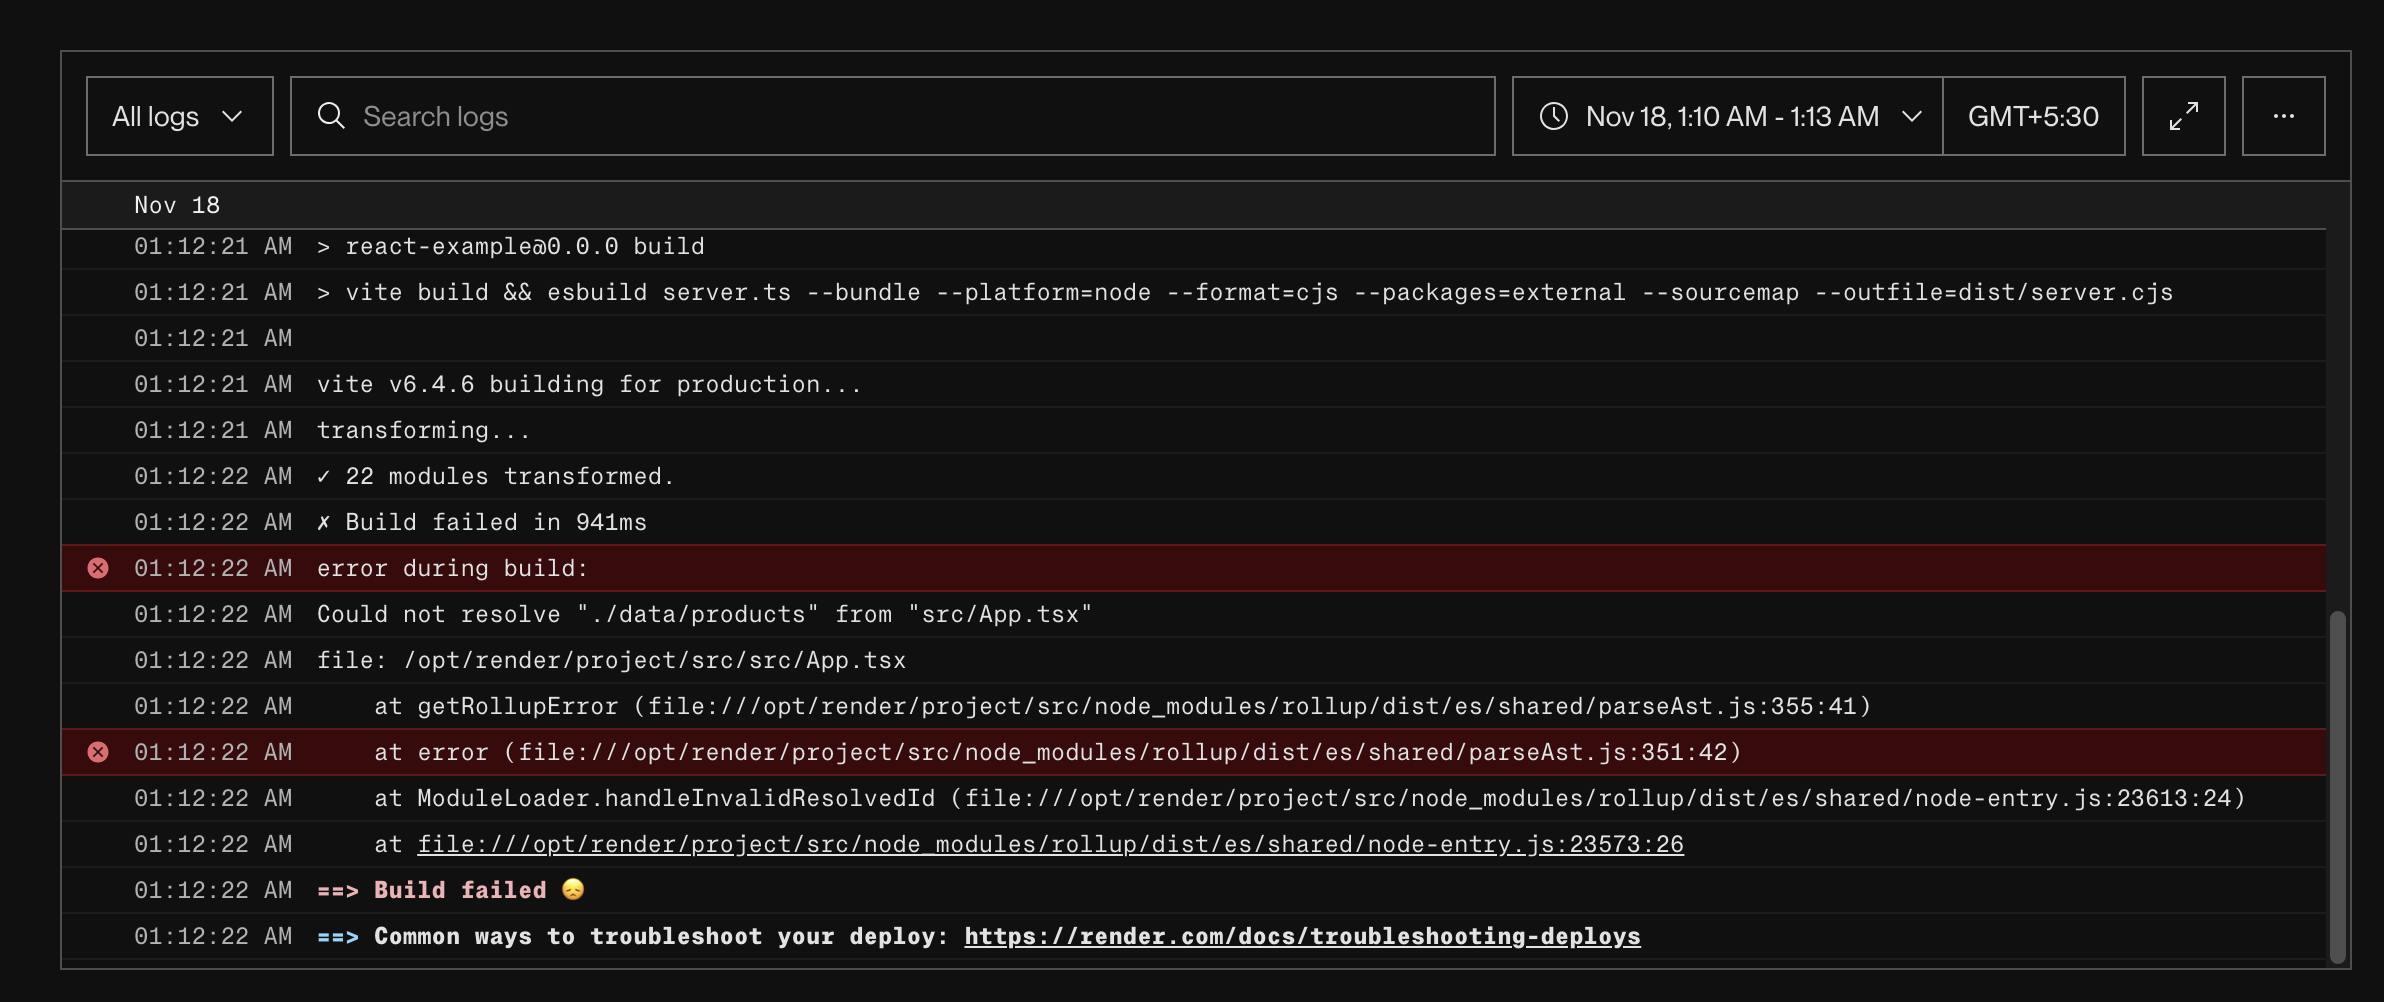 All logs
Search logs
Nov 18, 1:10 AM - 1:13 AM
GMT+5:30
...
Nov 18
01:12:21 AM > react-example@0.0.0 build
01:12:21 AM > vite build && esbuild server.ts --bundle --platform=node --format=cjs --packages=external --sourcemap --outfile=dist/server.cjs
01:12:21 AM
01:12:21 AM vite v6.4.6 building for production...
01:12:21 AM transforming...
01:12:22 AM ✓ 22 modules transformed.
01:12:22 AM ✗ Build failed in 941ms
01:12:22 AM error during build:
01:12:22 AM Could not resolve "./data/products" from "src/App.tsx"
01:12:22 AM file: /opt/render/project/src/src/App.tsx
01:12:22 AM     at getRollupError (file:///opt/render/project/src/node_modules/rollup/dist/es/shared/parseAst.js:355:41)
01:12:22 AM     at error (file:///opt/render/project/src/node_modules/rollup/dist/es/shared/parseAst.js:351:42)
01:12:22 AM     at ModuleLoader.handleInvalidResolvedId (file:///opt/render/project/src/node_modules/rollup/dist/es/shared/node-entry.js:23613:24)
01:12:22 AM     at file:///opt/render/project/src/node_modules/rollup/dist/es/shared/node-entry.js:23573:26
01:12:22 AM ==> Build failed 😞
01:12:22 AM ==> Common ways to troubleshoot your deploy: https://render.com/docs/troubleshooting-deploys